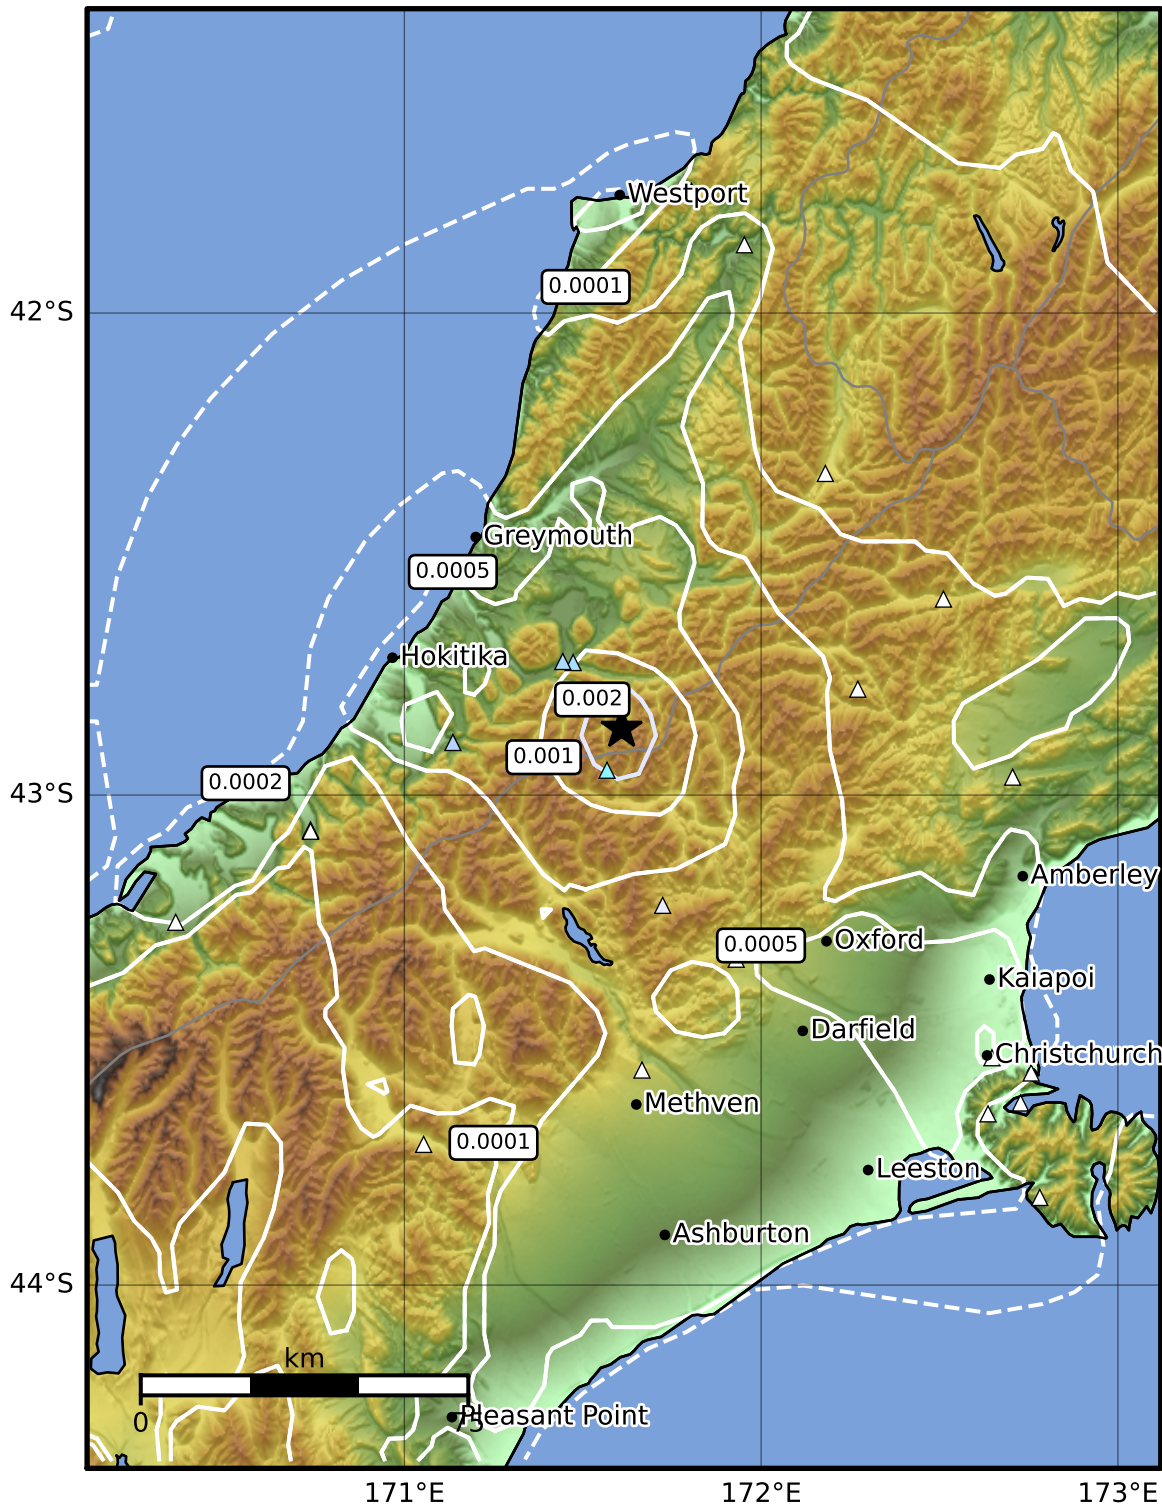 Westport
0.0001
42°S
Greymouth
0.0005
Hokitika
0.002
0.001
0.0002
43°S
Amberley
0.0005
Oxford
Kaiapoi
Darfield
Christchurch
Methven
0.0001
Leeston
Ashburton
44°S
km
0
75
Pleasant Point
171°E
172°E
173°E